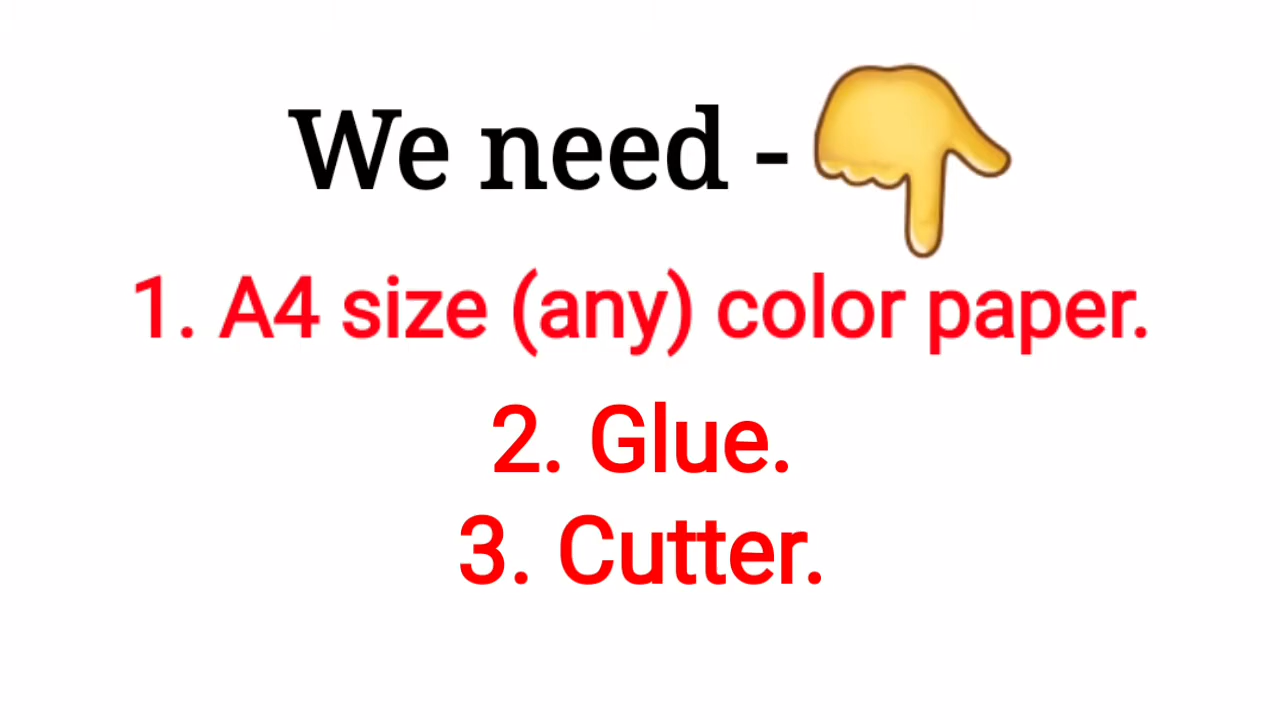 We need - 👇
1. A4 size (any) color paper.
2. Glue.
3. Cutter.